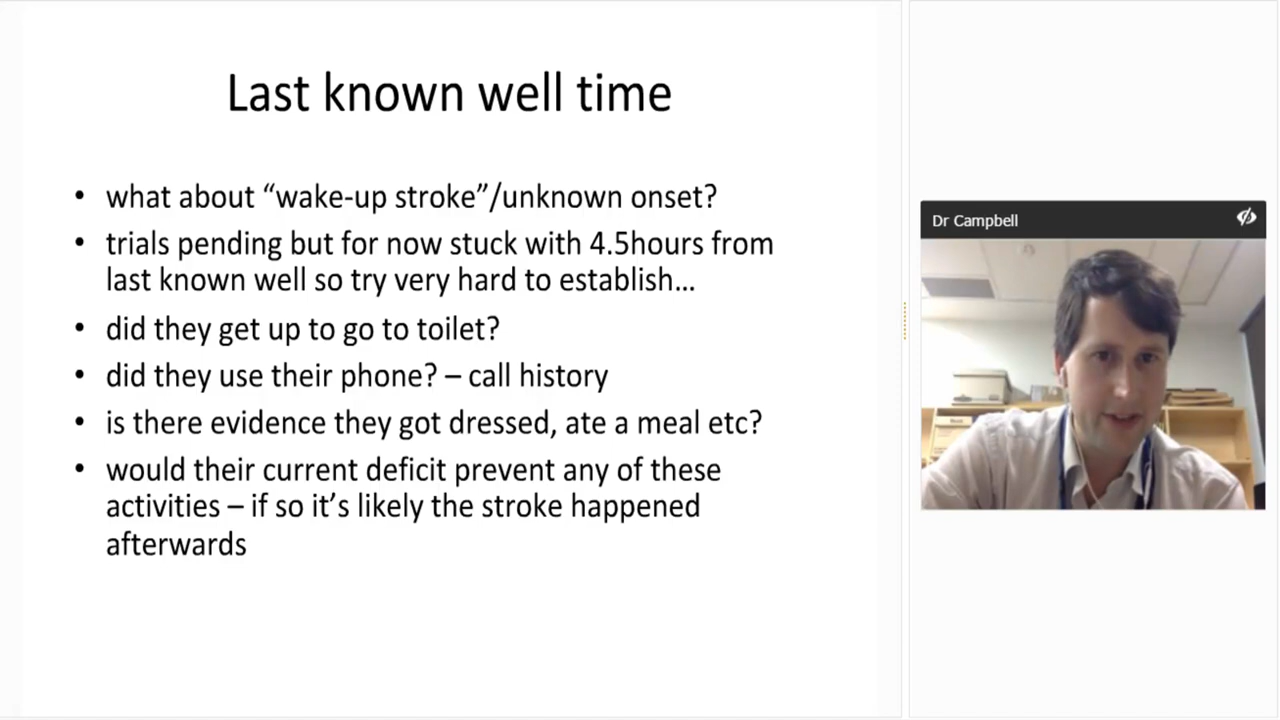 Last known well time
• what about “wake-up stroke”/unknown onset?
• trials pending but for now stuck with 4.5hours from
last known well so try very hard to establish...
• did they get up to go to toilet?
• did they use their phone? – call history
• is there evidence they got dressed, ate a meal etc?
• would their current deficit prevent any of these
activities – if so it’s likely the stroke happened
afterwards
Dr Campbell